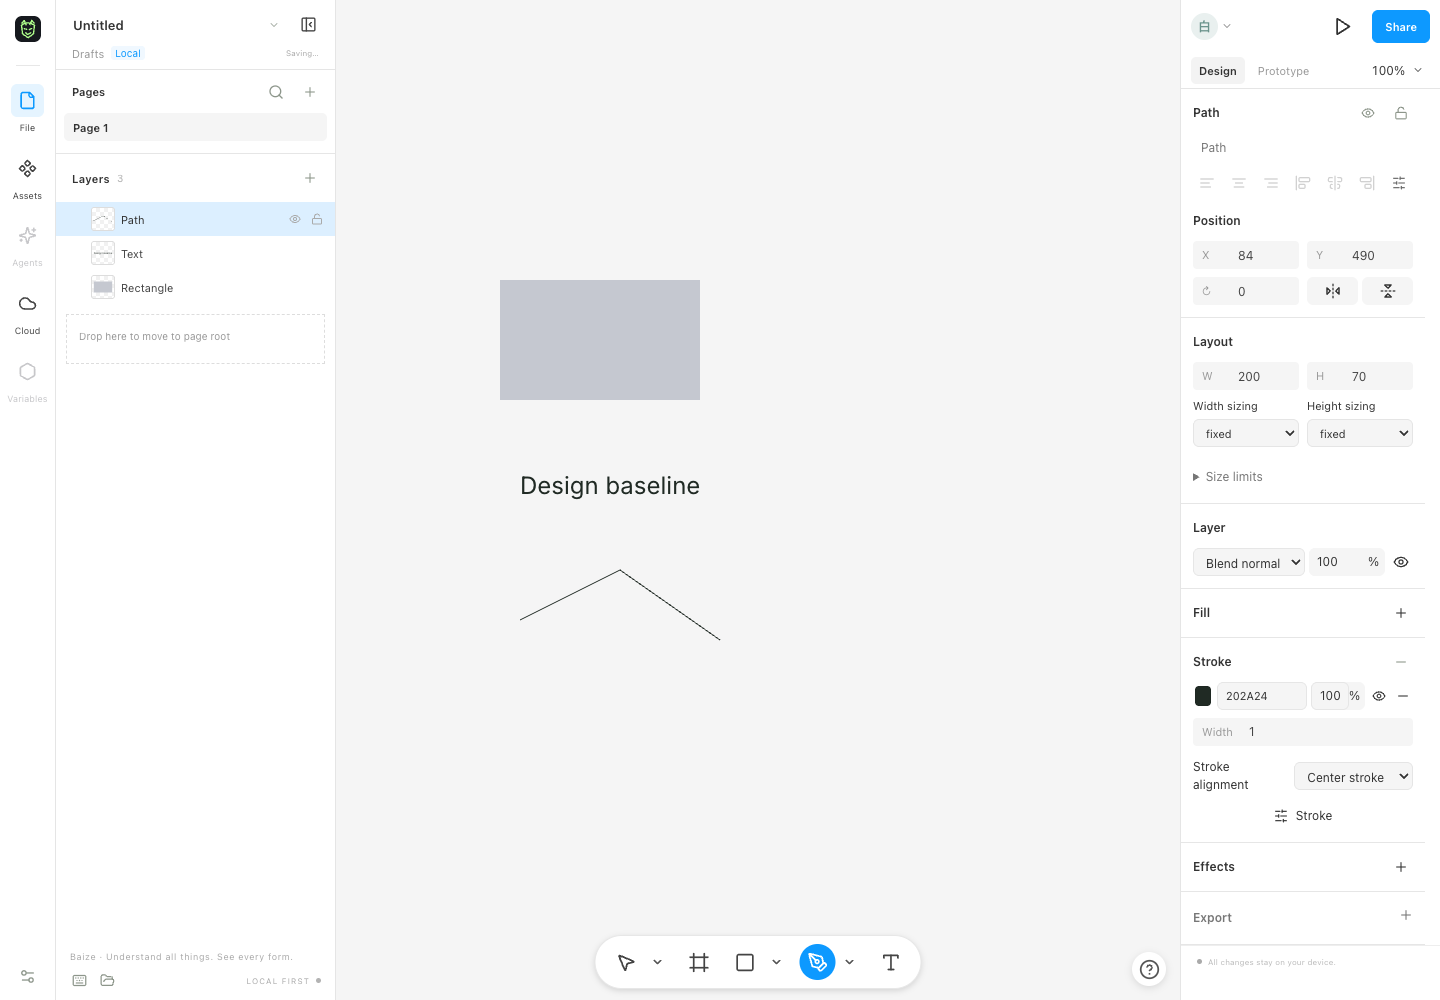 Untitled
Drafts Local Saving...
File
Assets
Agents
Cloud
Variables
Pages
Page 1
Layers 3
Path
Text
Rectangle
Drop here to move to page root
Baize · Understand all things. See every form.
LOCAL FIRST
Design baseline
白
Share
Design Prototype 100%
Path
Path
Position
X 84 Y 490
0
Layout
W 200 H 70
Width sizing Height sizing
fixed fixed
Size limits
Layer
Blend normal 100 %
Fill
Stroke
202A24 100 %
Width 1
Stroke
alignment
Center stroke
Stroke
Effects
Export
All changes stay on your device.